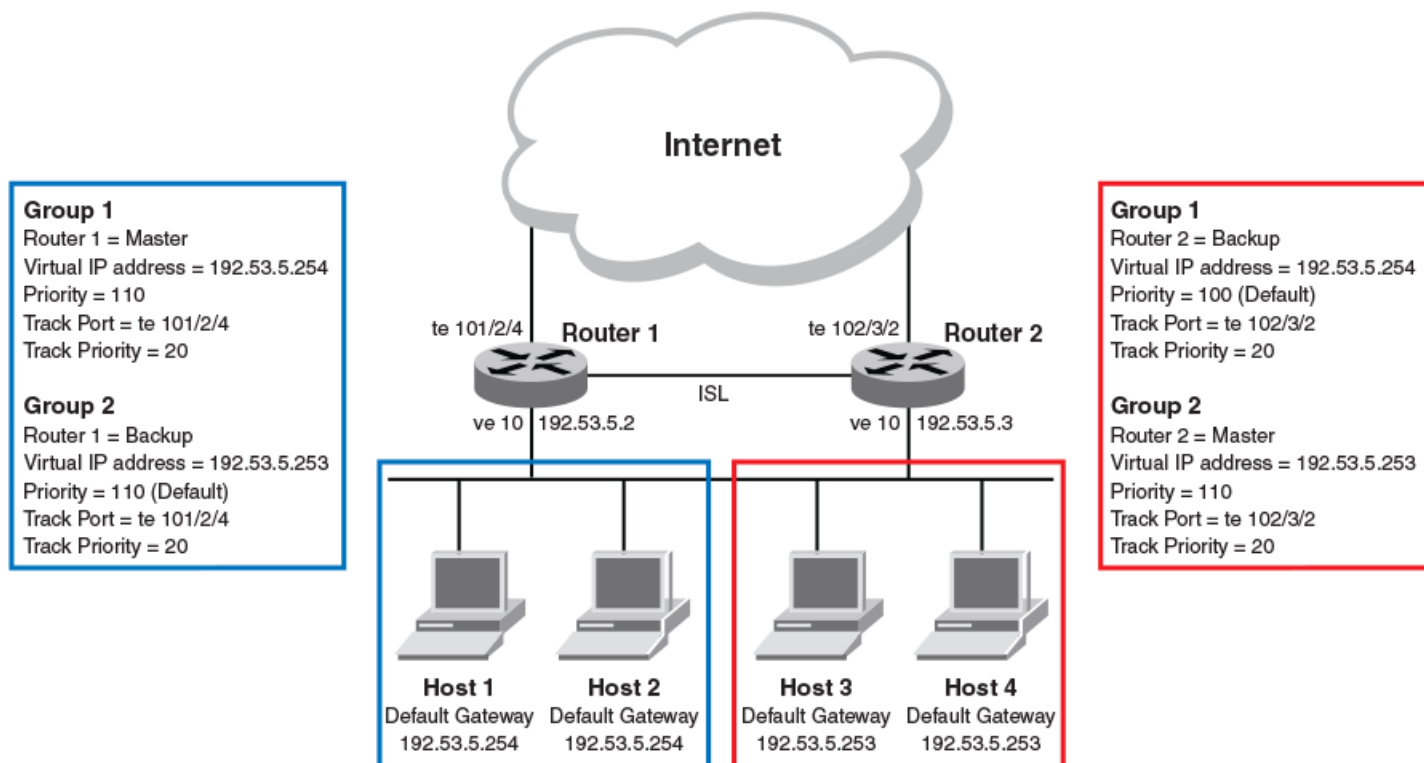 Internet
Group 1
Router 1 = Master
Virtual IP address = 192.53.5.254
Priority = 110
Track Port = te 101/2/4
Track Priority = 20
Group 2
Router 1 = Backup
Virtual IP address = 192.53.5.253
Priority = 110 (Default)
Track Port = te 101/2/4
Track Priority = 20
te 101/2/4
Router 1
te 102/3/2
Router 2
ISL
ve 10
192.53.5.2
ve 10
192.53.5.3
Group 1
Router 2 = Backup
Virtual IP address = 192.53.5.254
Priority = 100 (Default)
Track Port = te 102/3/2
Track Priority = 20
Group 2
Router 2 = Master
Virtual IP address = 192.53.5.253
Priority = 110
Track Port = te 102/3/2
Track Priority = 20
Host 1
Default Gateway
192.53.5.254
Host 2
Default Gateway
192.53.5.254
Host 3
Default Gateway
192.53.5.253
Host 4
Default Gateway
192.53.5.253